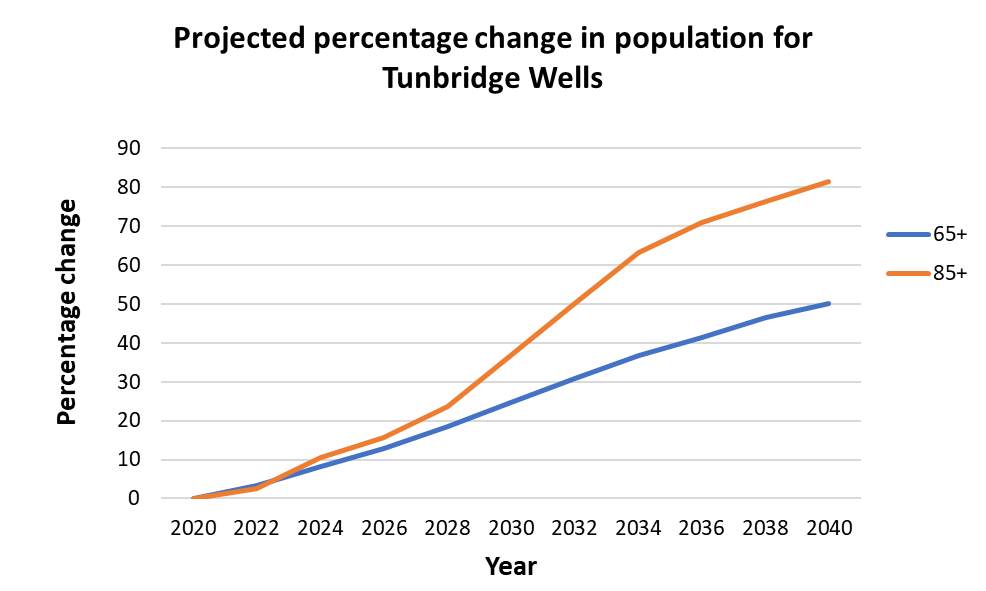 Projected percentage change in population for
Tunbridge Wells
Percentage change
90
80
70
60
50
40
30
20
10
0
2020 2022 2024 2026 2028 2030 2032 2034 2036 2038 2040
Year
65+
85+